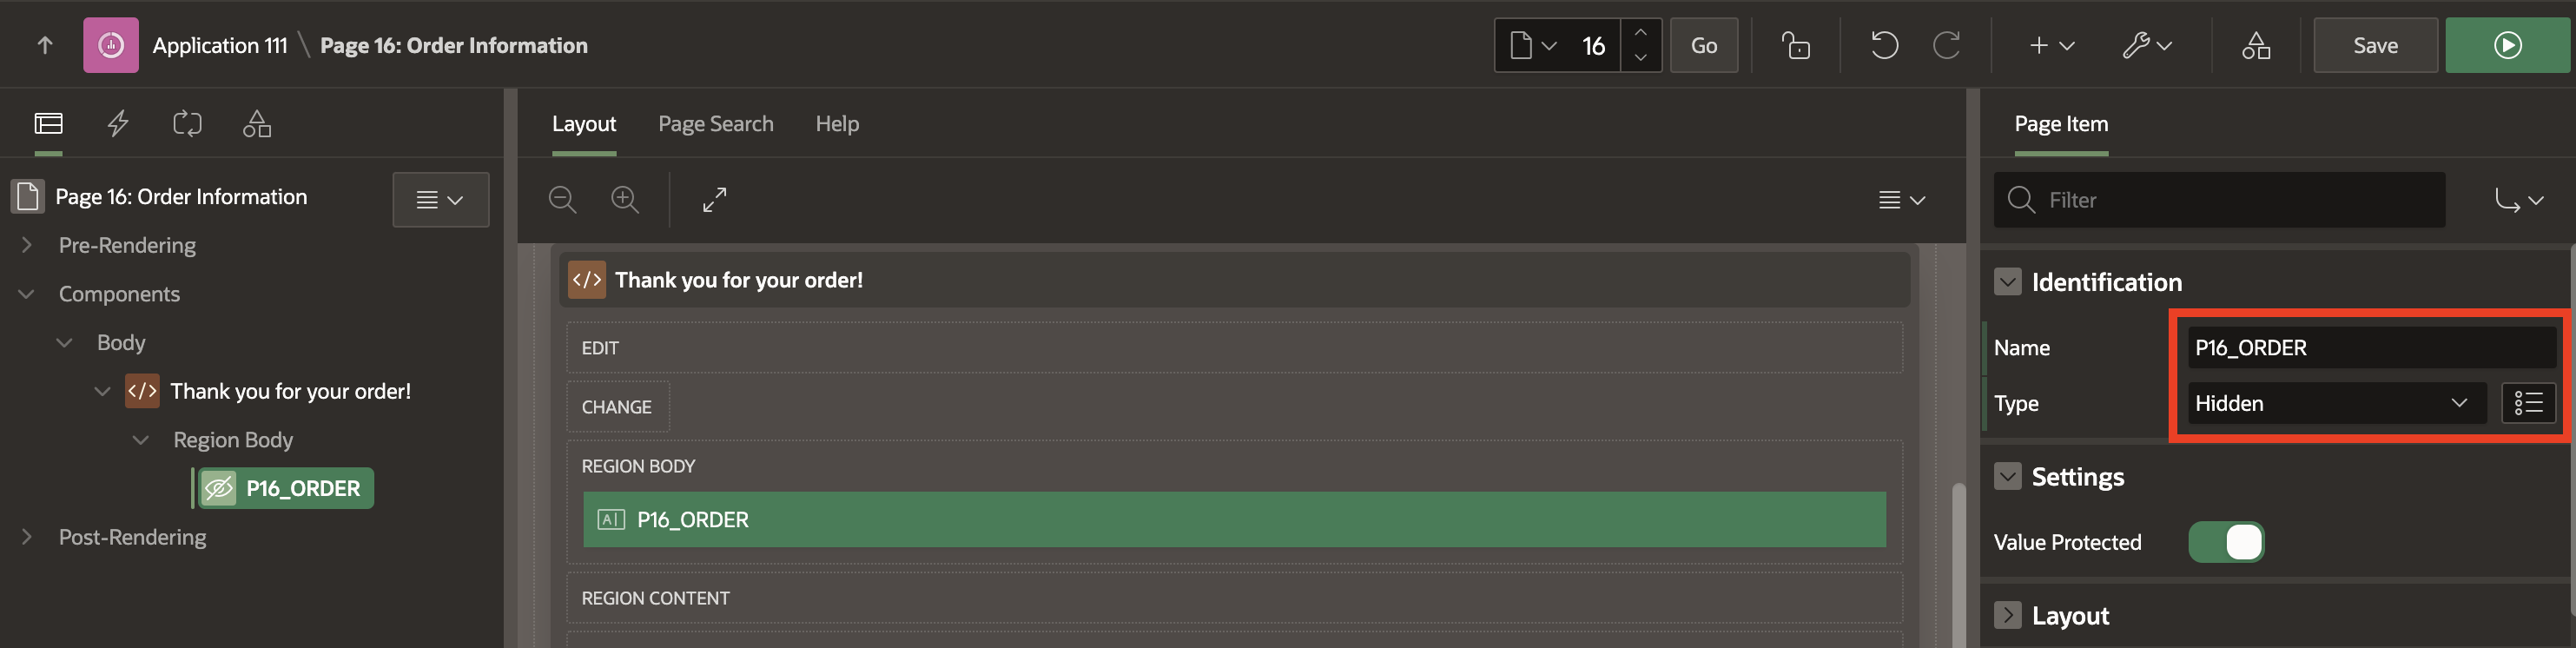 Application 111 \ Page 16: Order Information
16
Go
Save
Page 16: Order Information
Pre-Rendering
Components
Body
</> Thank you for your order!
Region Body
P16_ORDER
Post-Rendering
Layout
Page Search
Help
</> Thank you for your order!
EDIT
CHANGE
REGION BODY
A| P16_ORDER
REGION CONTENT
Page Item
Filter
Identification
Name
P16_ORDER
Type
Hidden
Settings
Value Protected
Layout